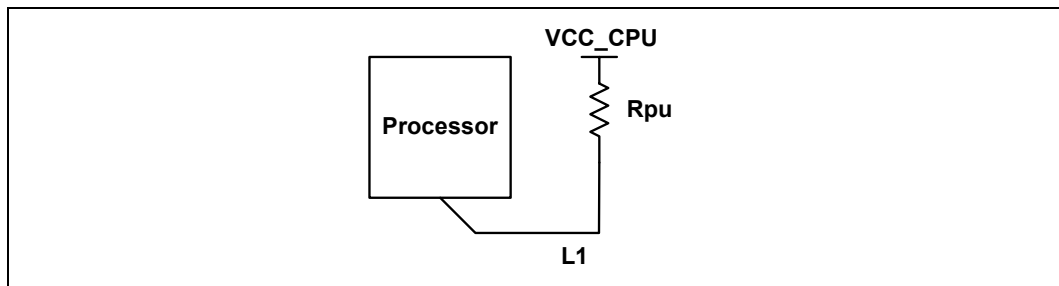 VCC_CPU
Rpu
Processor
L1